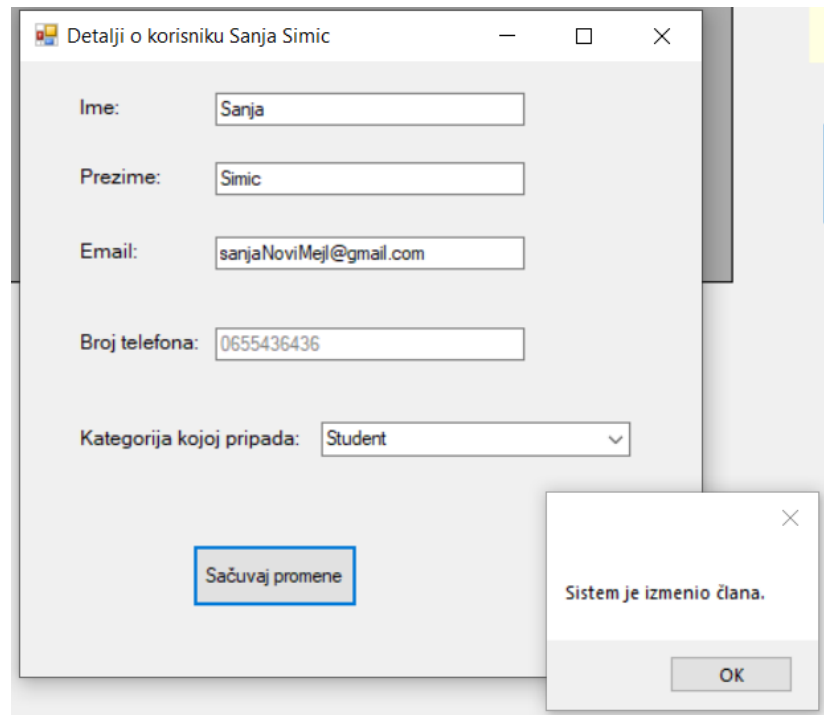 Detalji o korisniku Sanja Simic
Ime: Sanja
Prezime: Simic
Email: sanjaNoviMejl@gmail.com
Broj telefona: 0655436436
Kategorija kojoj pripada: Student
Sačuvaj promene
Sistem je izmenio člana.
OK